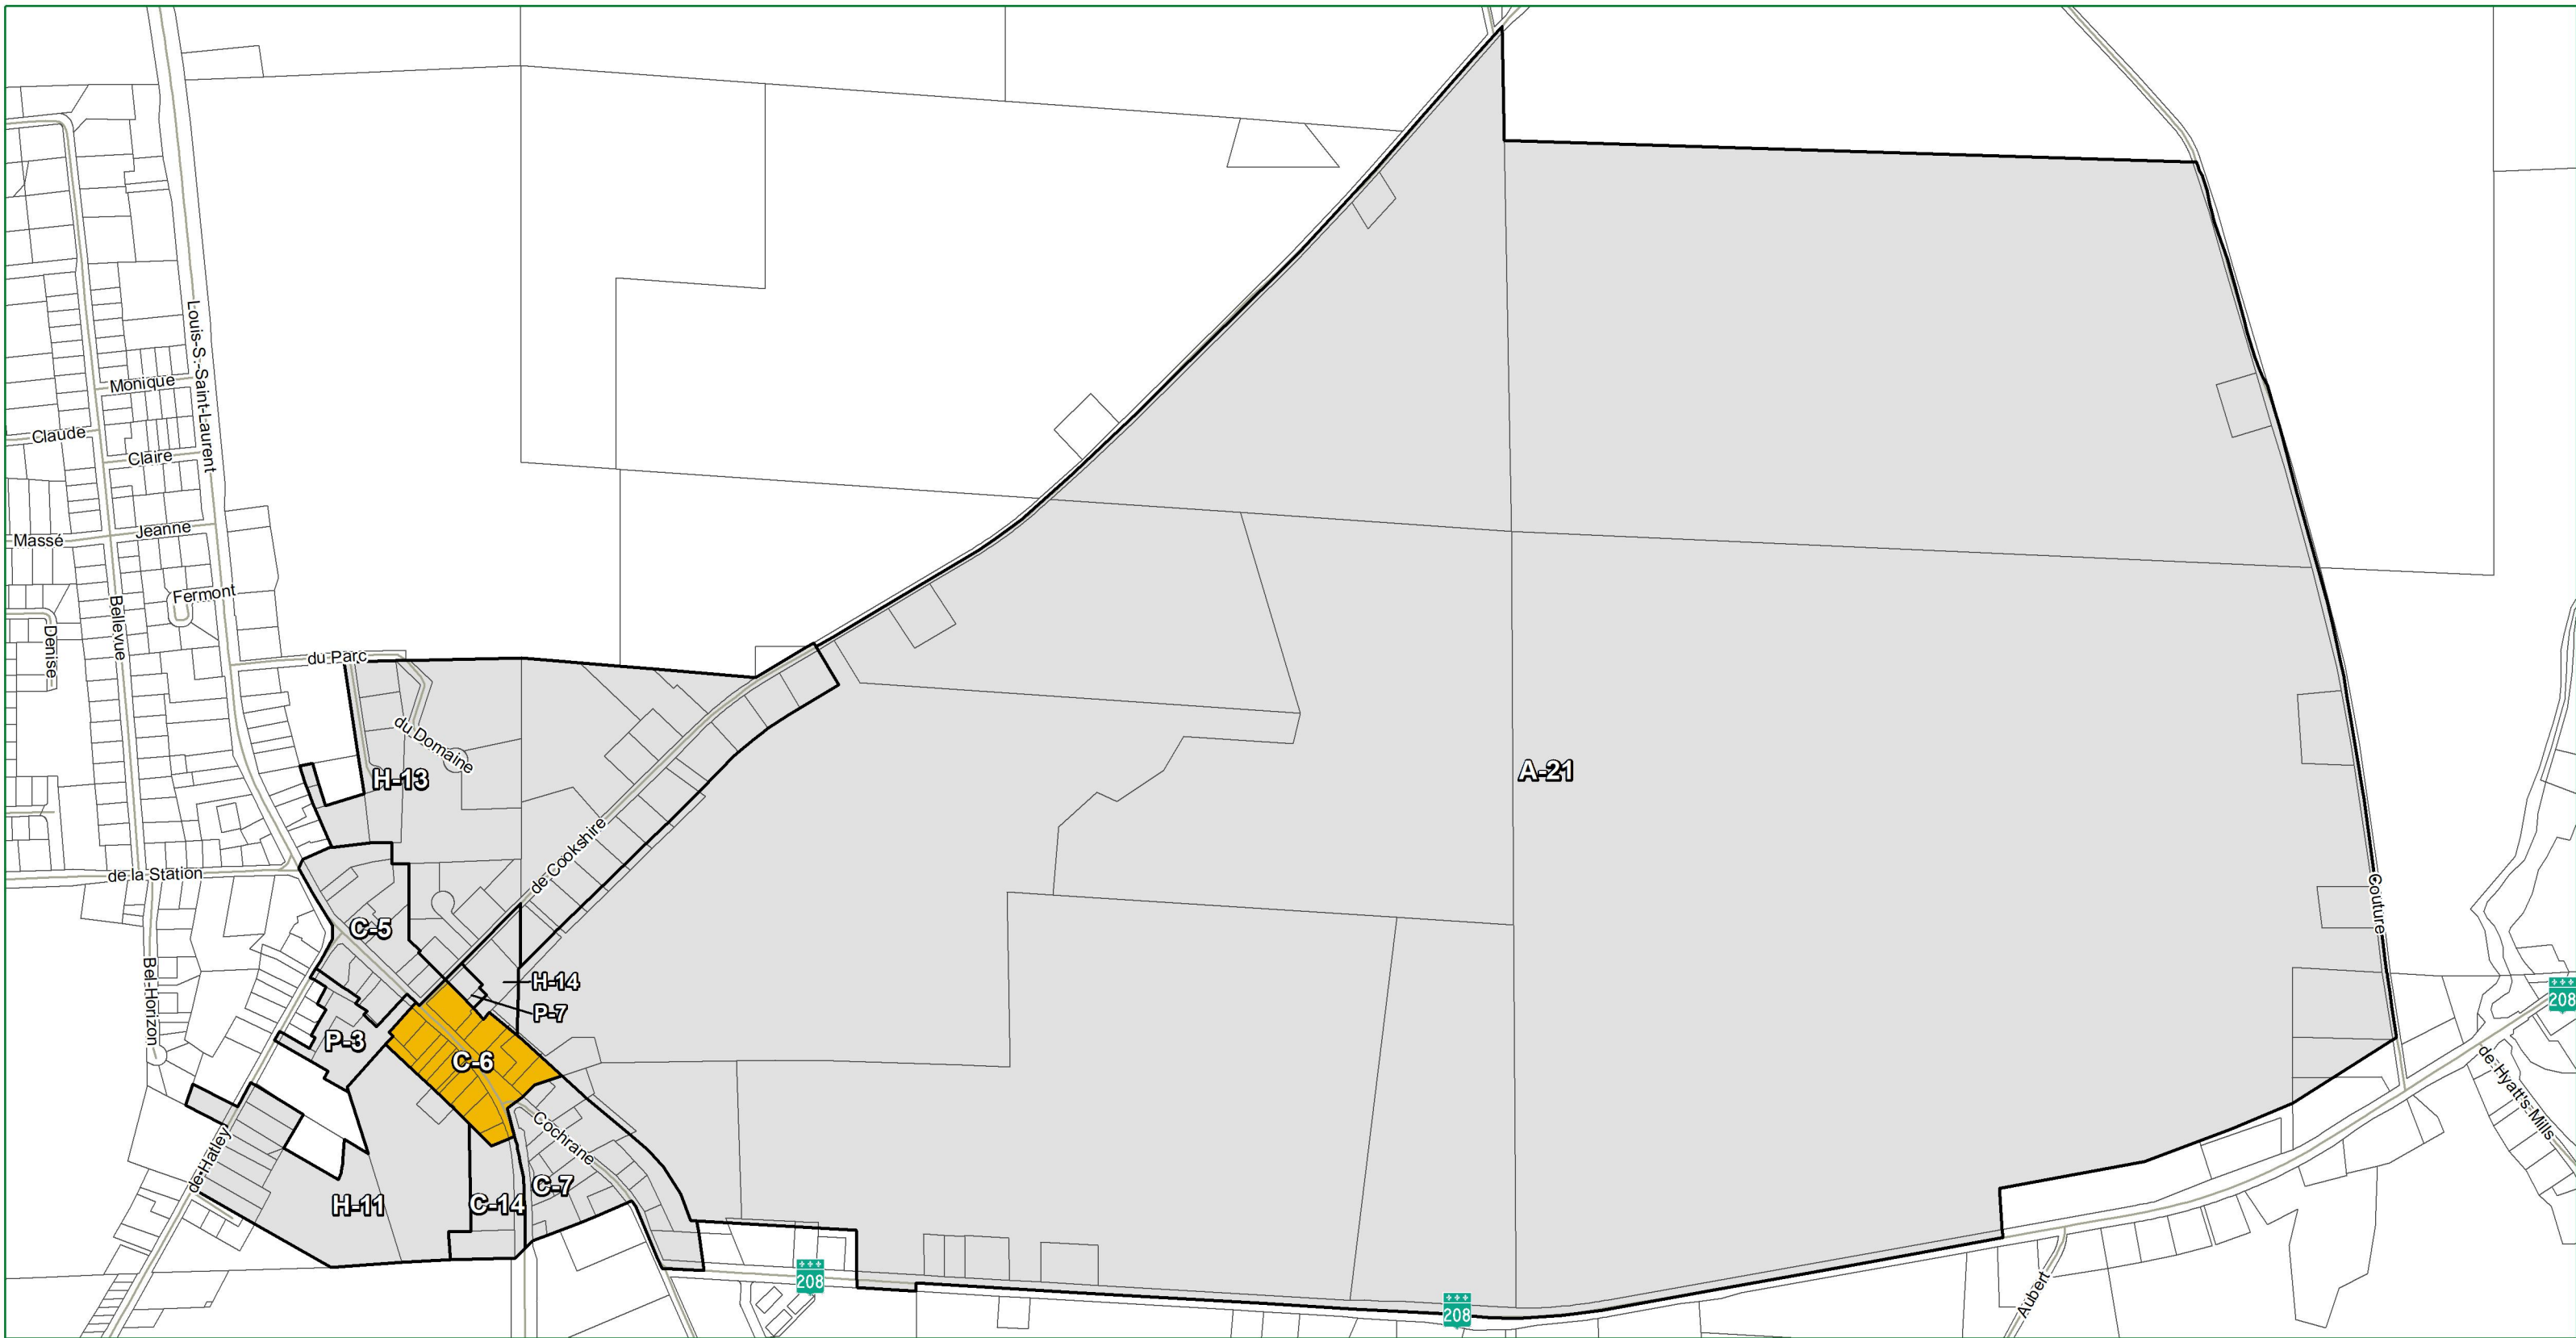 Louis-S.-Saint-Laurent
Monique
Claude
Claire
Jeanne
Massé
Fermont
Bellevue
Denise
du Parc
du Domaine
H-13
A-21
de Cookshire
de la Station
Couture
C-5
Bel-Horizon
H-14
P-7
208
P-3
C-6
de Hyatt's Mills
Cochrane
de Hatley
C-7
H-11
C-14
208
208
Aubert